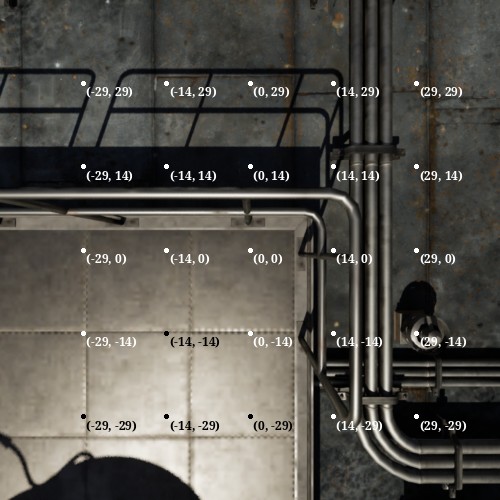 (-29, 29) (-14, 29) (0, 29) (14, 29) (29, 29)
(-29, 14) (-14, 14) (0, 14) (14, 14) (29, 14)
(-29, 0) (-14, 0) (0, 0) (14, 0) (29, 0)
(-29, -14) (-14, -14) (0, -14) (14, -14) (29, -14)
(-29, -29) (-14, -29) (0, -29) (14, -29) (29, -29)